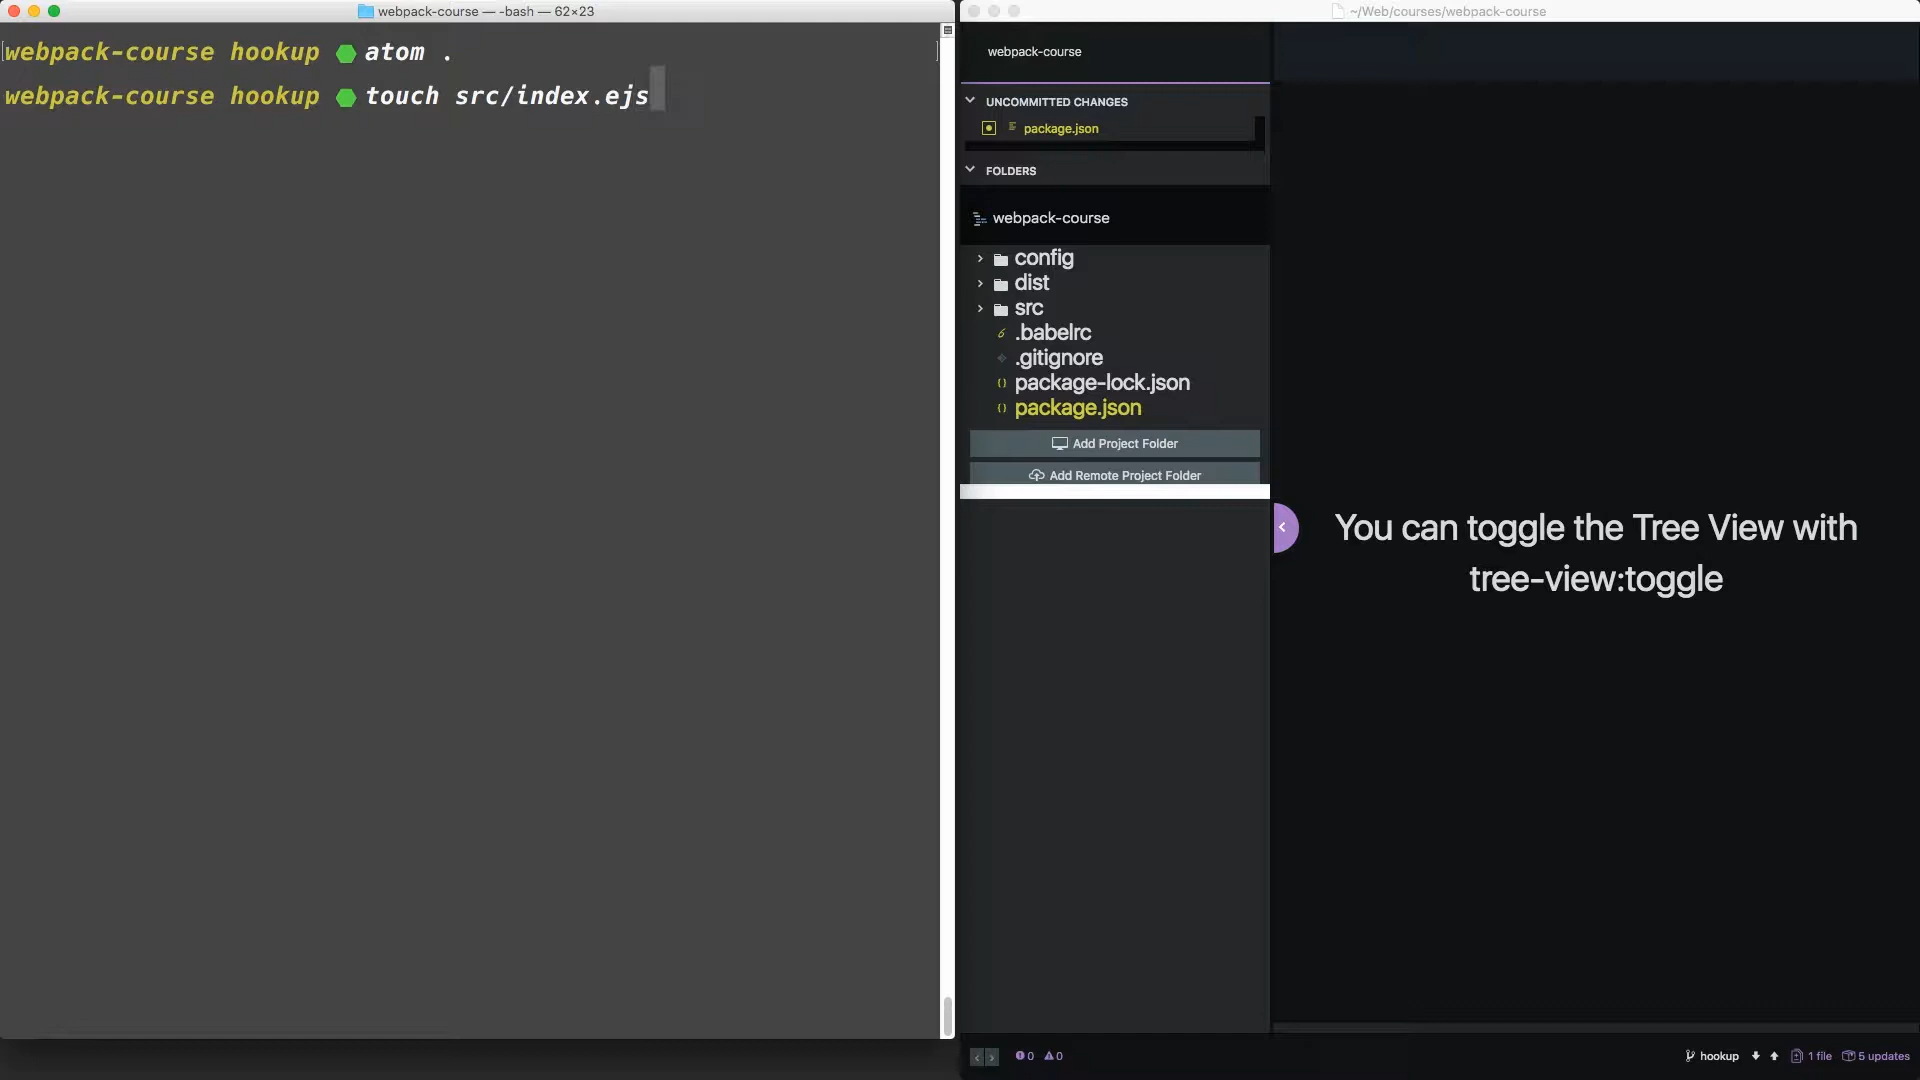 webpack-course — -bash — 62×23
webpack-course hookup atom .
webpack-course hookup touch src/index.ejs
~/Web/courses/webpack-course
webpack-course
UNCOMMITTED CHANGES
package.json
FOLDERS
webpack-course
config
dist
src
.babelrc
.gitignore
package-lock.json
package.json
Add Project Folder
Add Remote Project Folder
You can toggle the Tree View with
tree-view:toggle
0 0
hookup 1 file 5 updates